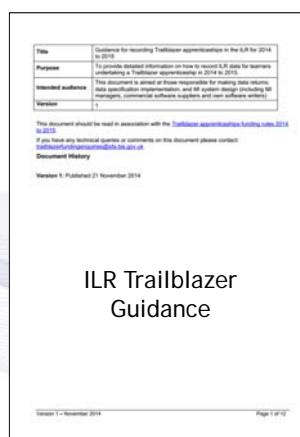 Title Guidance for recording Trailblazer apprenticeships in the ILR for 2014
to 2015
Purpose To provide detailed information on how to record ILR data for learners
undertaking a Trailblazer apprenticeship in 2014 to 2015.
Intended audience This document is aimed at those responsible for making data returns,
data specification implementation, and MI system design (including MI
managers, commercial software suppliers and own software writers)
Version 1
This document should be read in association with the Trailblazer apprenticeships funding rules 2014
to 2015
If you have any technical queries or comments on this document please contact:
trailblazerfundingenquiries@sfa.bis.gov.uk
Document History
Version 1: Published 21 November 2014
ILR Trailblazer
Guidance
Version 1 – November 2014 Page 1 of 12